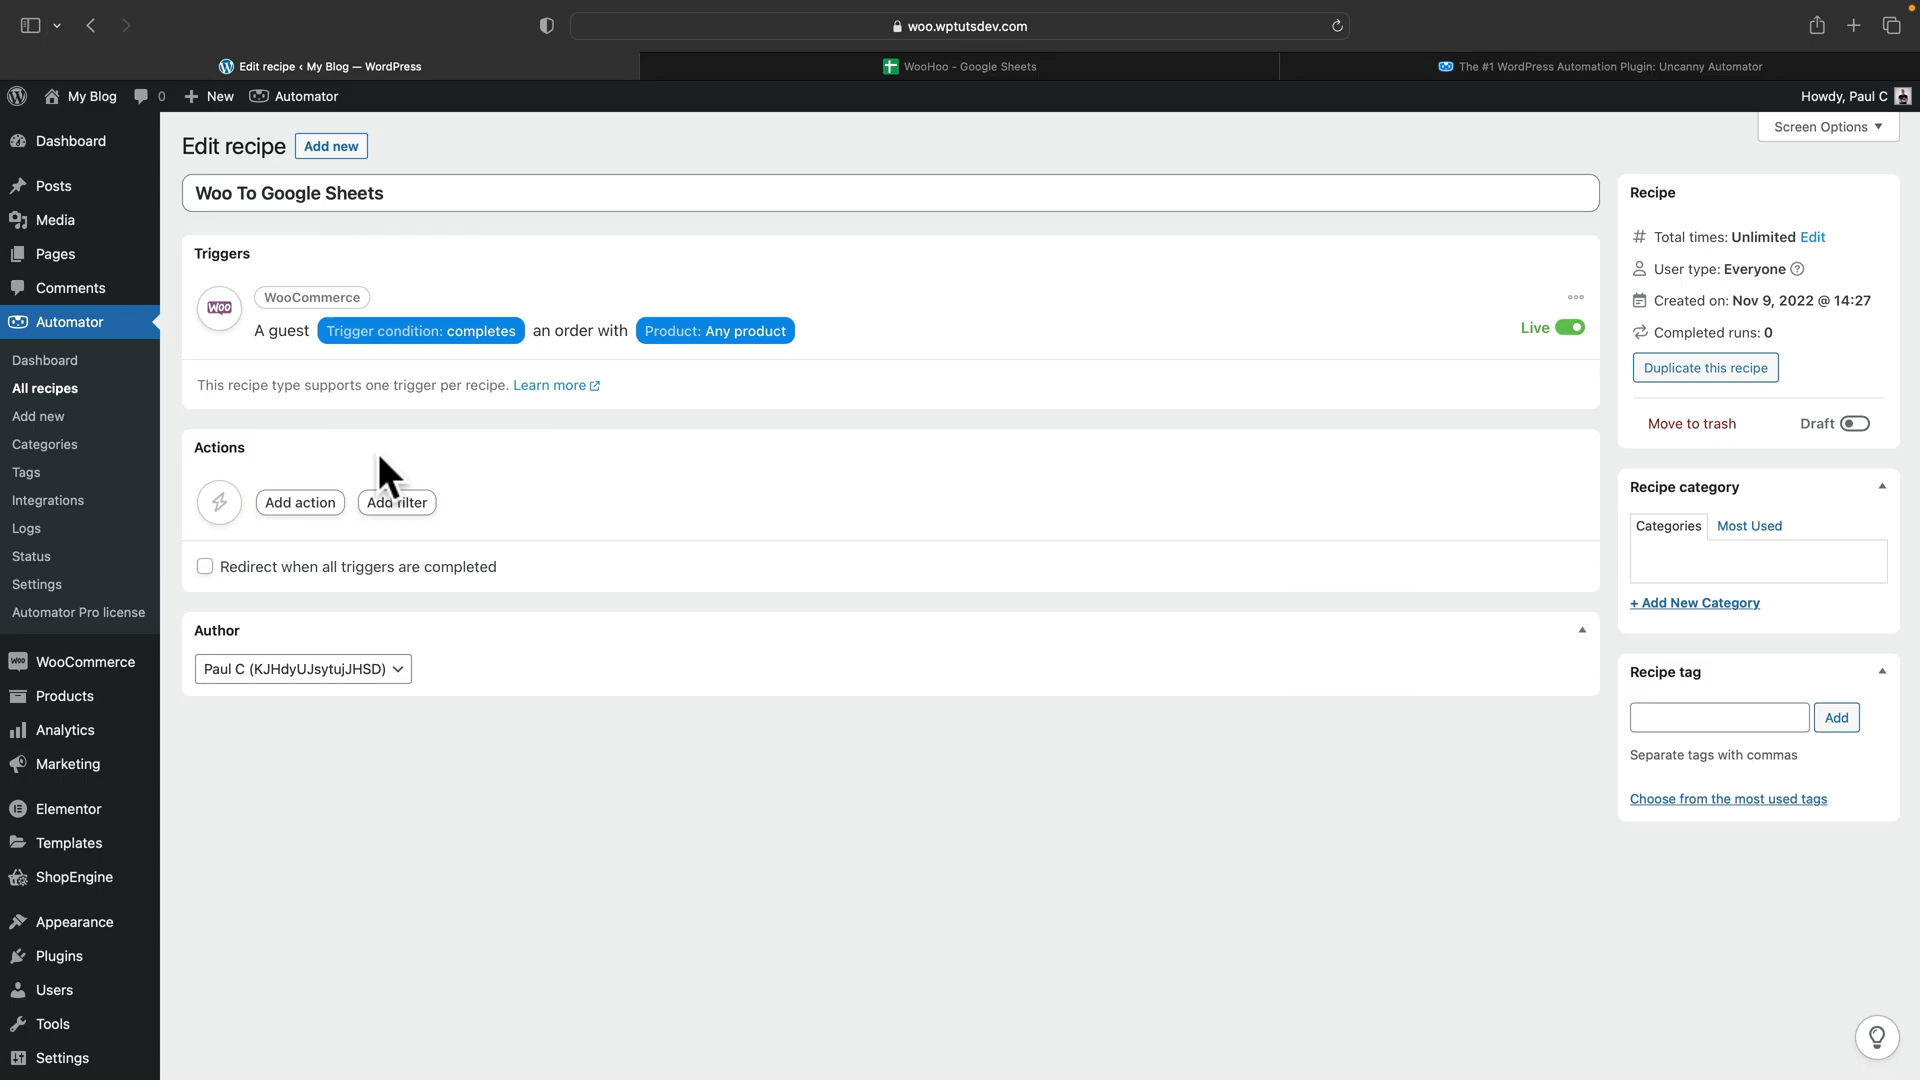 woo.wptutsdev.com
Edit recipe ‹ My Blog — WordPress
WooHoo - Google Sheets
The #1 WordPress Automation Plugin: Uncanny Automator
My Blog 0 New Automator
Howdy, Paul C
Screen Options
Dashboard
Posts
Media
Pages
Comments
Automator
Dashboard
All recipes
Add new
Categories
Tags
Integrations
Logs
Status
Settings
Automator Pro license
WooCommerce
Products
Analytics
Marketing
Elementor
Templates
ShopEngine
Appearance
Plugins
Users
Tools
Settings
Edit recipe Add new
Woo To Google Sheets
Triggers
Woo
WooCommerce
A guest Trigger condition: completes an order with Product: Any product
Live
This recipe type supports one trigger per recipe. Learn more
Actions
Add action Add filter
Redirect when all triggers are completed
Author
Paul C (KJHdyUJsytujJHSD)
Recipe
# Total times: Unlimited Edit
User type: Everyone ?
Created on: Nov 9, 2022 @ 14:27
Completed runs: 0
Duplicate this recipe
Move to trash Draft
Recipe category
Categories Most Used
+ Add New Category
Recipe tag
Add
Separate tags with commas
Choose from the most used tags